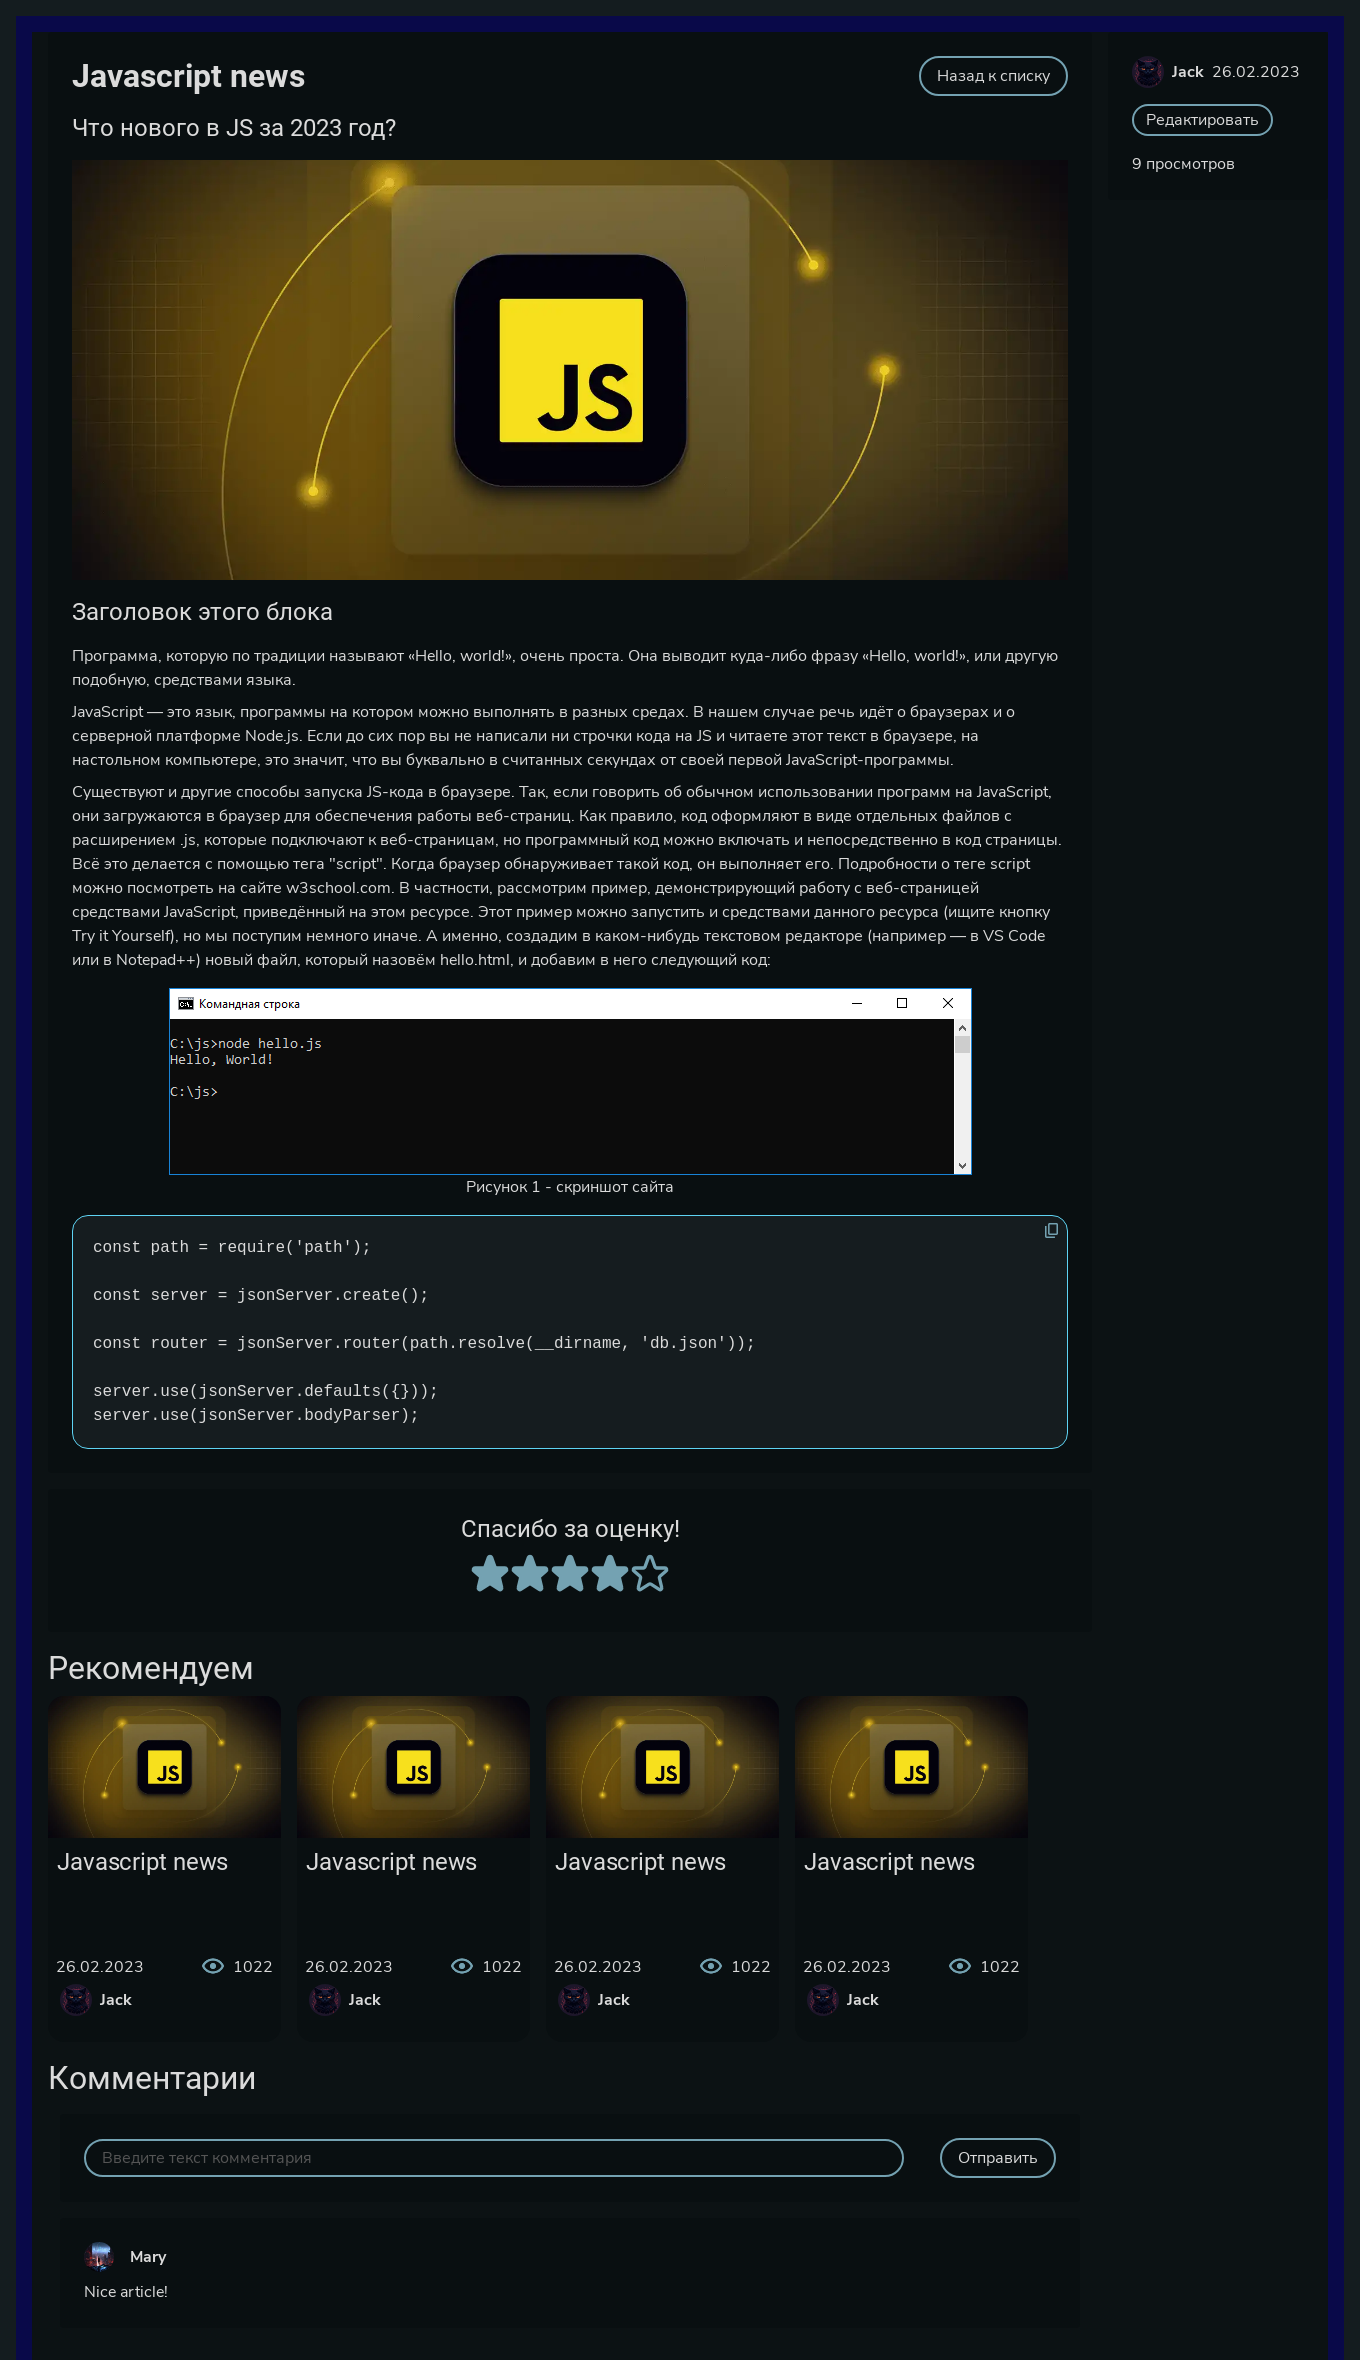 Javascript news
Назад к списку
Что нового в JS за 2023 год?
JS
Заголовок этого блока
Программа, которую по традиции называют «Hello, world!», очень проста. Она выводит куда-либо фразу «Hello, world!», или другую
подобную, средствами языка.
JavaScript — это язык, программы на котором можно выполнять в разных средах. В нашем случае речь идёт о браузерах и о
серверной платформе Node.js. Если до сих пор вы не написали ни строчки кода на JS и читаете этот текст в браузере, на
настольном компьютере, это значит, что вы буквально в считанных секундах от своей первой JavaScript-программы.
Существуют и другие способы запуска JS-кода в браузере. Так, если говорить об обычном использовании программ на JavaScript,
они загружаются в браузер для обеспечения работы веб-страниц. Как правило, код оформляют в виде отдельных файлов с
расширением .js, которые подключают к веб-страницам, но программный код можно включать и непосредственно в код страницы.
Всё это делается с помощью тега "script". Когда браузер обнаруживает такой код, он выполняет его. Подробности о теге script
можно посмотреть на сайте w3school.com. В частности, рассмотрим пример, демонстрирующий работу с веб-страницей
средствами JavaScript, приведённый на этом ресурсе. Этот пример можно запустить и средствами данного ресурса (ищите кнопку
Try it Yourself), но мы поступим немного иначе. А именно, создадим в каком-нибудь текстовом редакторе (например — в VS Code
или в Notepad++) новый файл, который назовём hello.html, и добавим в него следующий код:
Командная строка
C:\js>node hello.js
Hello, World!
C:\js>
Рисунок 1 - скриншот сайта
const path = require('path');
const server = jsonServer.create();
const router = jsonServer.router(path.resolve(__dirname, 'db.json'));
server.use(jsonServer.defaults({}));
server.use(jsonServer.bodyParser);
Jack 26.02.2023
Редактировать
9 просмотров
Спасибо за оценку!
Рекомендуем
JS JS JS JS
Javascript news Javascript news Javascript news Javascript news
26.02.2023 1022 26.02.2023 1022 26.02.2023 1022 26.02.2023 1022
Jack Jack Jack Jack
Комментарии
Введите текст комментария
Отправить
Mary
Nice article!